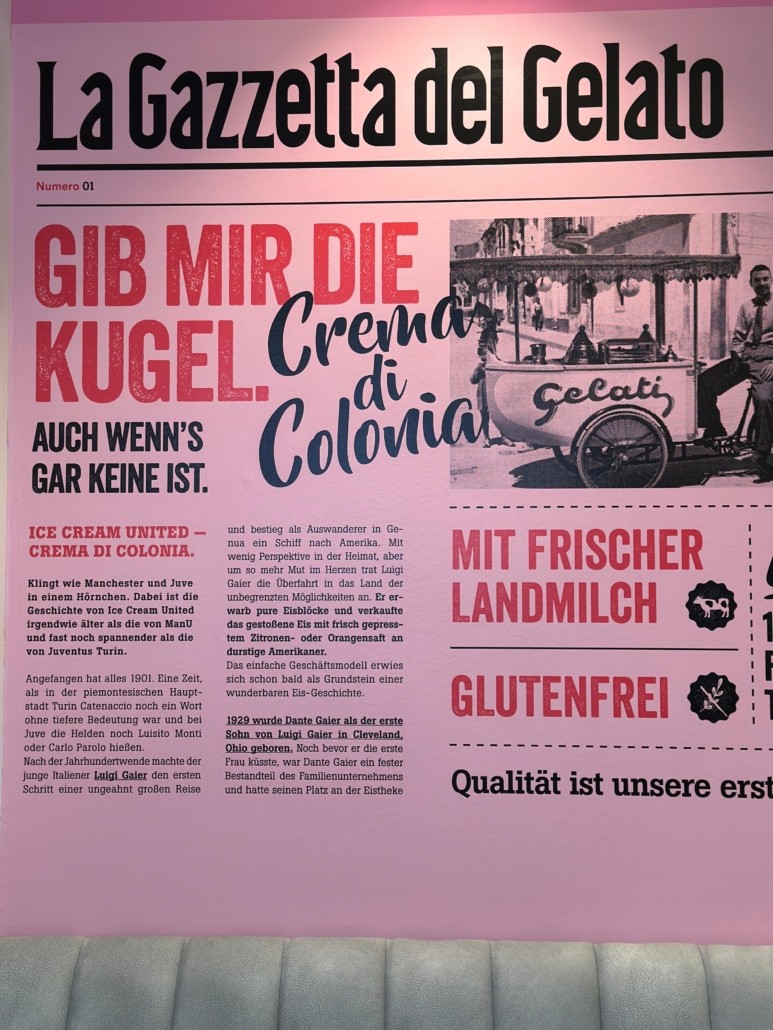 La Gazzetta del Gelato
Numero 01
GIB MIR DIE
KUGEL.
Crema
di
Colonia
AUCH WENN'S
GAR KEINE IST.
ICE CREAM UNITED –
CREMA DI COLONIA.
Klingt wie Manchester und Juve
in einem Hörnchen. Dabei ist die
Geschichte von Ice Cream United
irgendwie älter als die von ManU
und fast noch spannender als die
von Juventus Turin.
Angefangen hat alles 1901. Eine Zeit,
als in der piemontesischen Haupt-
stadt Turin Catenaccio noch ein Wort
ohne tiefere Bedeutung war und bei
Juve die Helden noch Luisito Monti
oder Carlo Parolo hießen.
Nach der Jahrhundertwende machte der
junge Italiener Luigi Gaier den ersten
Schritt einer ungeahnt großen Reise
und bestieg als Auswanderer in Ge-
nua ein Schiff nach Amerika. Mit
wenig Perspektive in der Heimat, aber
um so mehr Mut im Herzen trat Luigi
Gaier die Überfahrt in das Land der
unbegrenzten Möglichkeiten an. Er er-
warb pure Eisblöcke und verkaufte
das gestoßene Eis mit frisch gepress-
tem Zitronen- oder Orangensaft an
durstige Amerikaner.
Das einfache Geschäftsmodell erwies
sich schon bald als Grundstein einer
wunderbaren Eis-Geschichte.
1929 wurde Dante Gaier als der erste
Sohn von Luigi Gaier in Cleveland,
Ohio geboren. Noch bevor er die erste
Frau küsste, war Dante Gaier ein fester
Bestandteil des Familienunternehmens
und hatte seinen Platz an der Eistheke
Gelati
MIT FRISCHER
LANDMILCH
GLUTENFREI
Qualität ist unsere erst